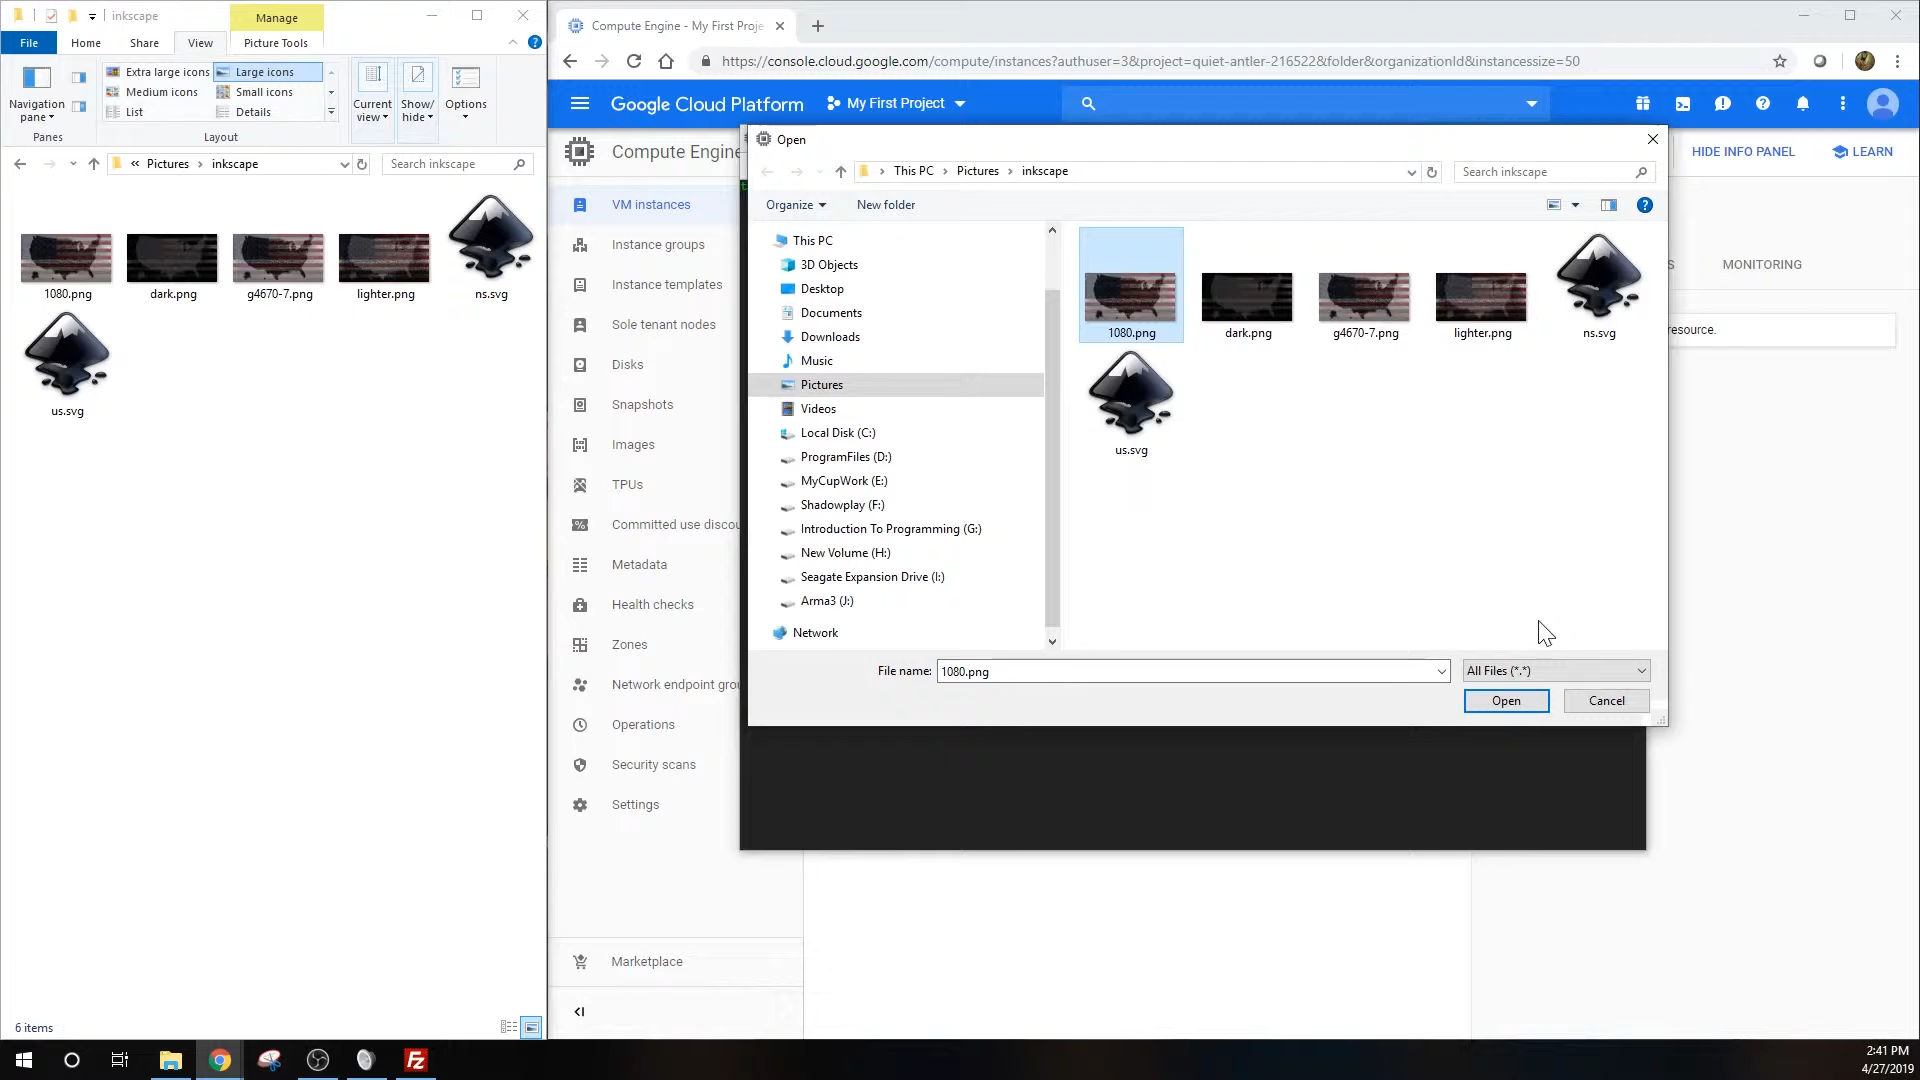 inkscape
Manage
File
Home
Share
View
Picture Tools
Navigation pane
Extra large icons
Large icons
Medium icons
Small icons
List
Details
Current view
Show/ hide
Options
Panes
Layout
« Pictures › inkscape
Search inkscape
1080.png
dark.png
g4670-7.png
lighter.png
ns.svg
us.svg
6 items
Compute Engine - My First Proje
https://console.cloud.google.com/compute/instances?authuser=3&project=quiet-antler-216522&folder&organizationId&instancessize=50
Google Cloud Platform
My First Project
Compute Engine
HIDE INFO PANEL
LEARN
VM instances
Instance groups
Instance templates
Sole tenant nodes
Disks
Snapshots
Images
TPUs
Committed use discou
Metadata
Health checks
Zones
Network endpoint grou
Operations
Security scans
Settings
Marketplace
S
MONITORING
resource.
Open
This PC › Pictures › inkscape
Search inkscape
Organize
New folder
This PC
3D Objects
Desktop
Documents
Downloads
Music
Pictures
Videos
Local Disk (C:)
ProgramFiles (D:)
MyCupWork (E:)
Shadowplay (F:)
Introduction To Programming (G:)
New Volume (H:)
Seagate Expansion Drive (I:)
Arma3 (J:)
Network
1080.png
dark.png
g4670-7.png
lighter.png
ns.svg
us.svg
File name:
1080.png
All Files (*.*)
Open
Cancel
2:41 PM
4/27/2019